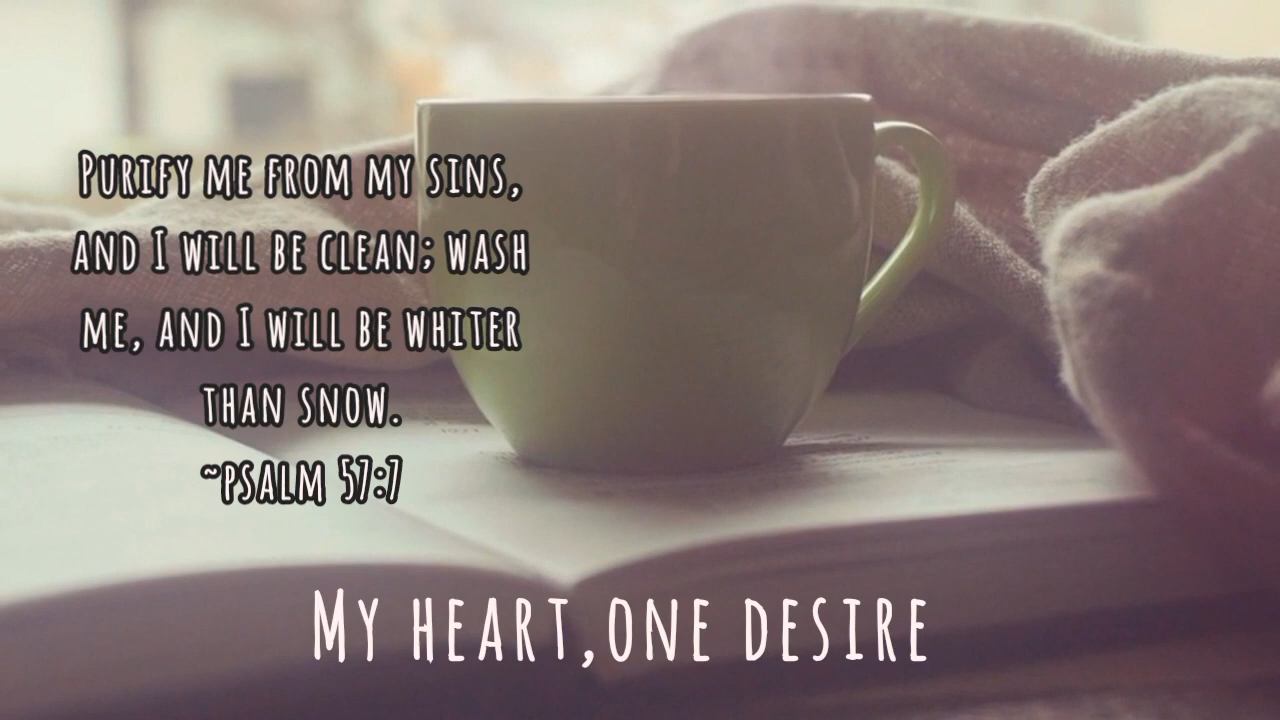 Purify me from my sins,
and I will be clean; wash
me, and I will be whiter
than snow.
~psalm 57:7
My heart,one desire